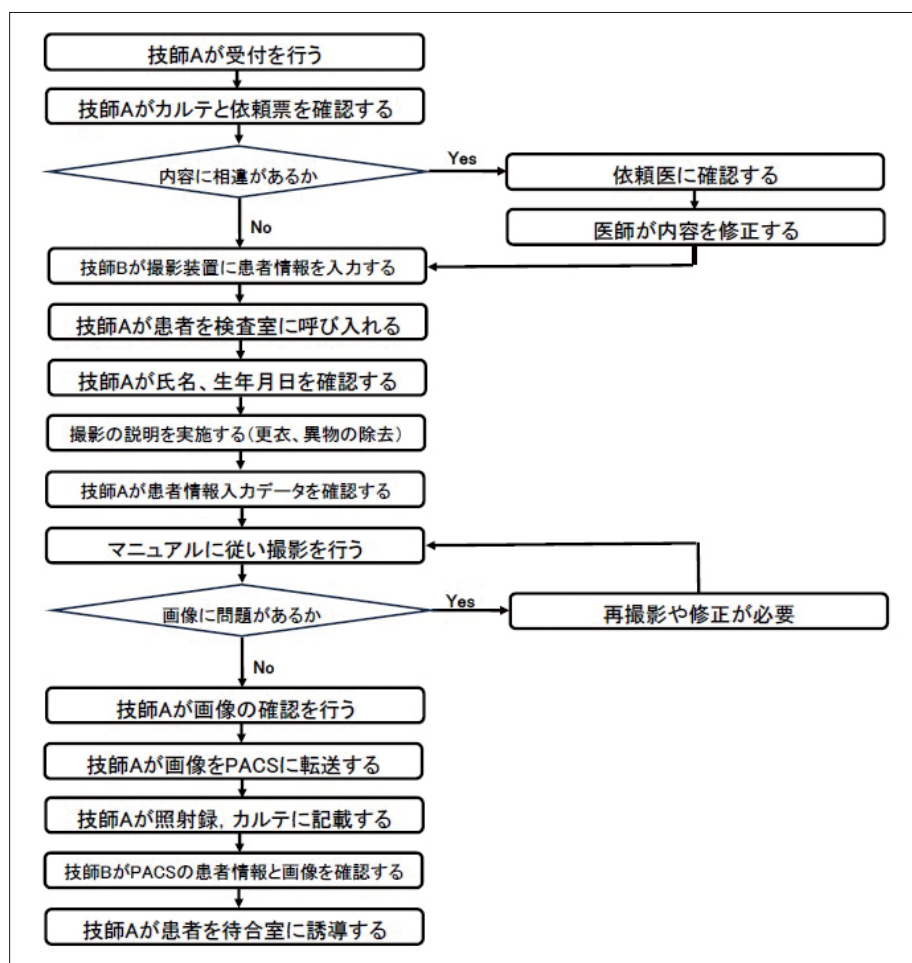 技師Aが受付を行う
技師Aがカルテと依頼票を確認する
内容に相違があるか
Yes
依頼医に確認する
医師が内容を修正する
No
技師Bが撮影装置に患者情報を入力する
技師Aが患者を検査室に呼び入れる
技師Aが氏名、生年月日を確認する
撮影の説明を実施する(更衣、異物の除去)
技師Aが患者情報入力データを確認する
マニュアルに従い撮影を行う
画像に問題があるか
Yes
再撮影や修正が必要
No
技師Aが画像の確認を行う
技師Aが画像をPACSに転送する
技師Aが照射録,カルテに記載する
技師BがPACSの患者情報と画像を確認する
技師Aが患者を待合室に誘導する